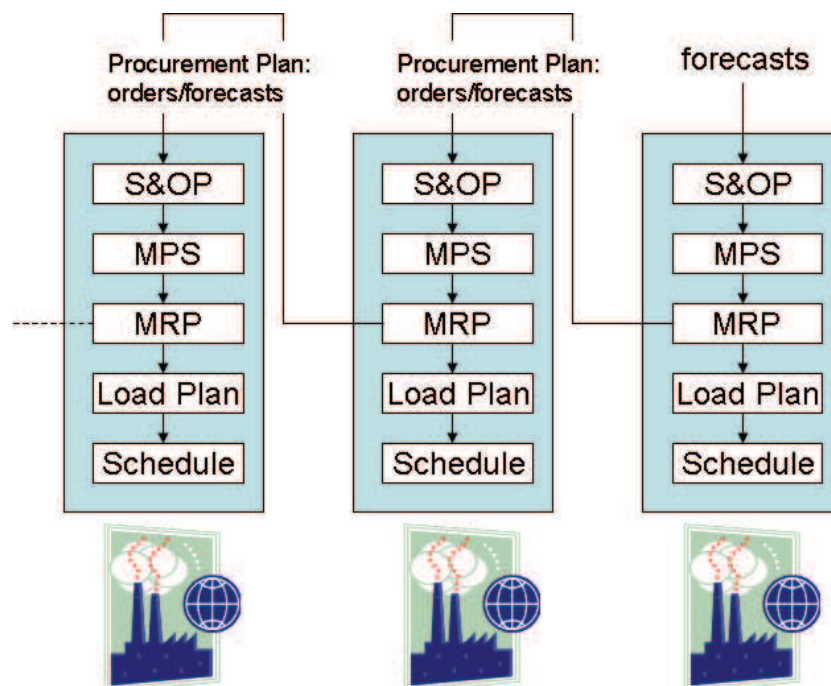 Procurement Plan:
orders/forecasts
S&OP
MPS
MRP
Load Plan
Schedule
Procurement Plan:
orders/forecasts
S&OP
MPS
MRP
Load Plan
Schedule
forecasts
S&OP
MPS
MRP
Load Plan
Schedule